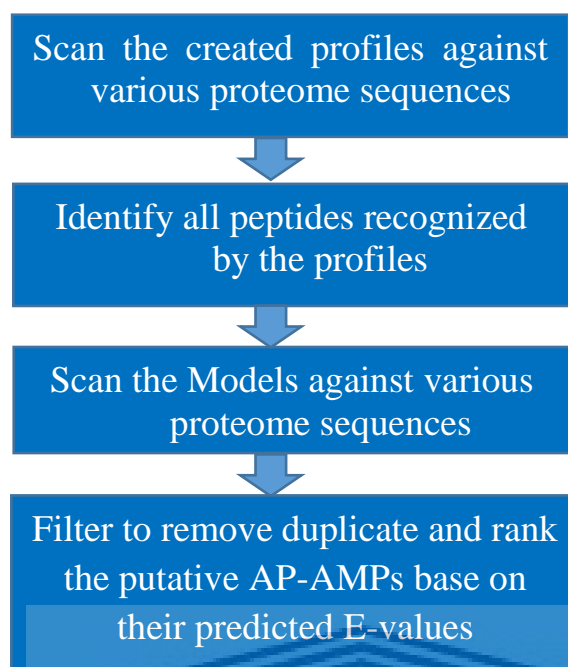 Scan the created profiles against
various proteome sequences
Identify all peptides recognized
by the profiles
Scan the Models against various
proteome sequences
Filter to remove duplicate and rank
the putative AP-AMPs base on
their predicted E-values